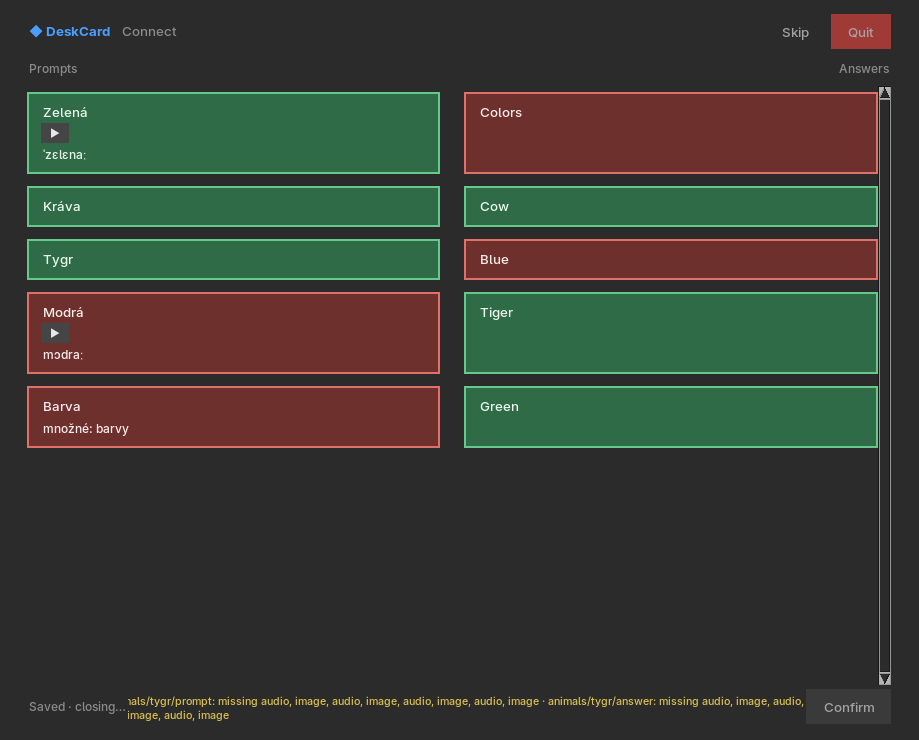 DeskCard Connect Skip Quit
Prompts Answers
Zelená
ˈzɛlɛnaː
Colors
Kráva
Cow
Tygr
Blue
Modrá
mɔdraː
Tiger
Barva
množné: barvy
Green
Saved · closing...
mals/tygr/prompt: missing audio, image, audio, image, audio, image, audio, image · animals/tygr/answer: missing audio, image, audio,
image, audio, image
Confirm